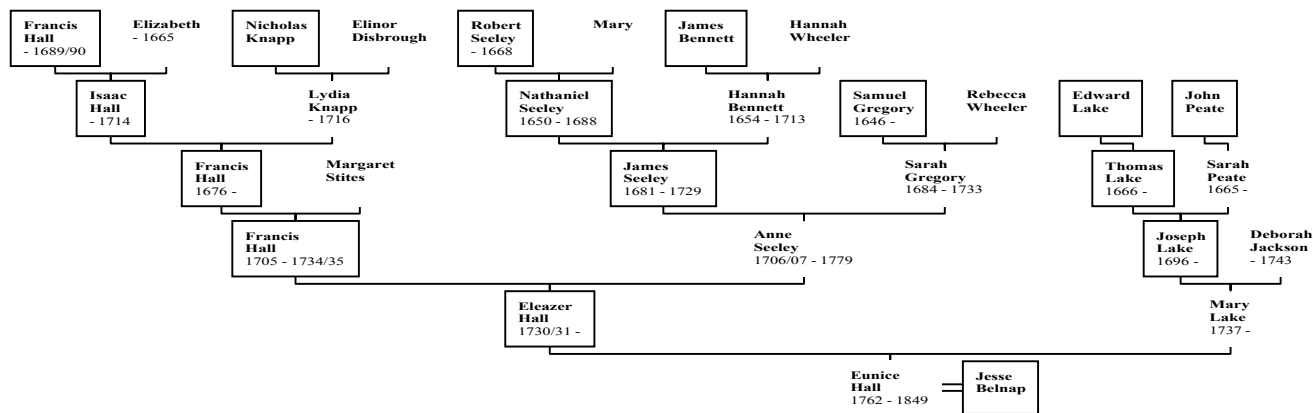 Francis
Hall
- 1689/90
Elizabeth
- 1665
Nicholas
Knapp
Elinor
Disbrough
Robert
Seeley
- 1668
Mary
James
Bennett
Hannah
Wheeler
Isaac
Hall
- 1714
Lydia
Knapp
- 1716
Nathaniel
Seeley
1650 - 1688
Hannah
Bennett
1654 - 1713
Samuel
Gregory
1646 -
Rebecca
Wheeler
Edward
Lake
John
Peate
Francis
Hall
1676 -
Margaret
Stites
James
Seeley
1681 - 1729
Sarah
Gregory
1684 - 1733
Thomas
Lake
1666 -
Sarah
Peate
1665 -
Francis
Hall
1705 - 1734/35
Anne
Seeley
1706/07 - 1779
Joseph
Lake
1696 -
Deborah
Jackson
- 1743
Eleazer
Hall
1730/31 -
Mary
Lake
1737 -
Eunice
Hall
1762 - 1849
Jesse
Belnap